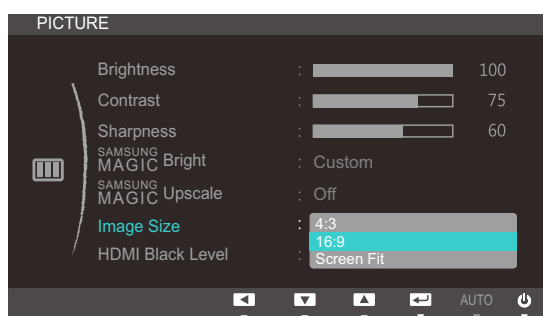 PICTURE
Brightness : 100
Contrast : 75
Sharpness : 60
SAMSUNG MAGIC Bright : Custom
SAMSUNG MAGIC Upscale : Off
Image Size : 4:3
16:9
HDMI Black Level : Screen Fit
AUTO